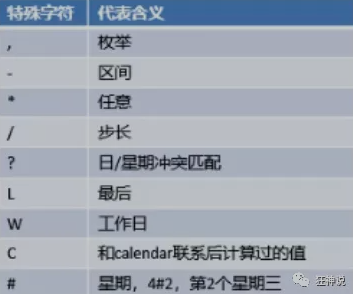 特殊字符 代表含义
, 枚举
- 区间
* 任意
/ 步长
? 日/星期冲突匹配
L 最后
W 工作日
C 和calendar联系后计算过的值
# 星期，4#2，第2个星期三
狂神说